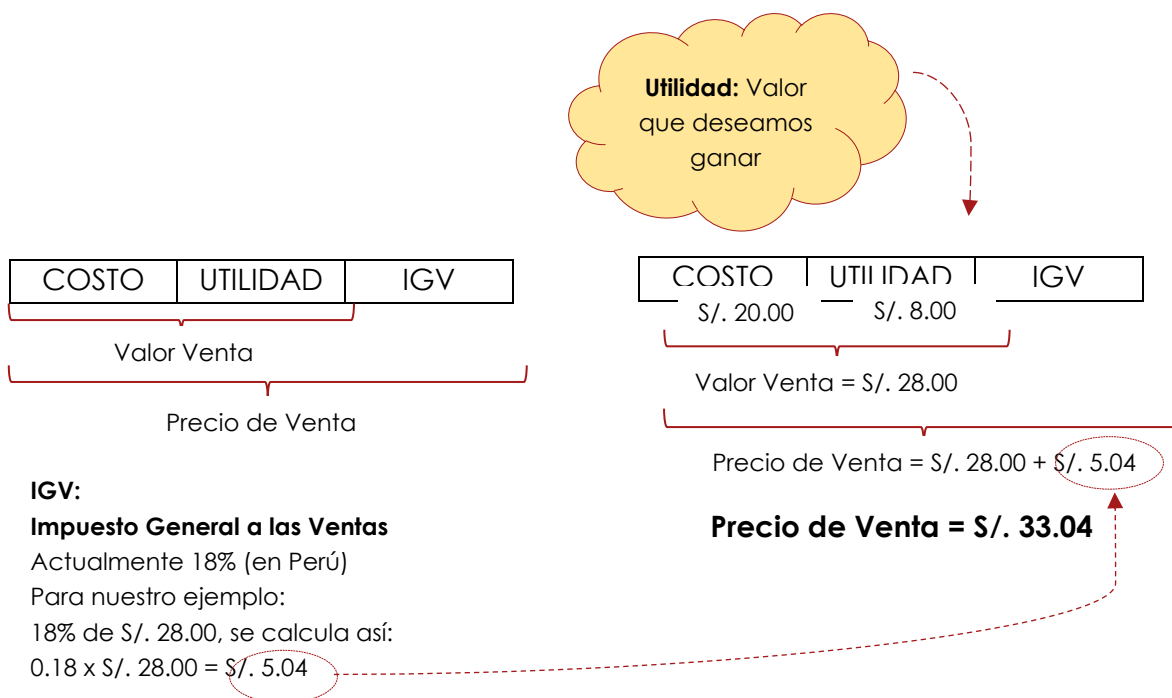 Utilidad: Valor
que deseamos
ganar
COSTO UTILIDAD IGV
Valor Venta
Precio de Venta
IGV:
Impuesto General a las Ventas
Actualmente 18% (en Perú)
Para nuestro ejemplo:
18% de S/. 28.00, se calcula así:
0.18 x S/. 28.00 = S/. 5.04
COSTO UTILIDAD IGV
S/. 20.00 S/. 8.00
Valor Venta = S/. 28.00
Precio de Venta = S/. 28.00 + S/. 5.04
Precio de Venta = S/. 33.04